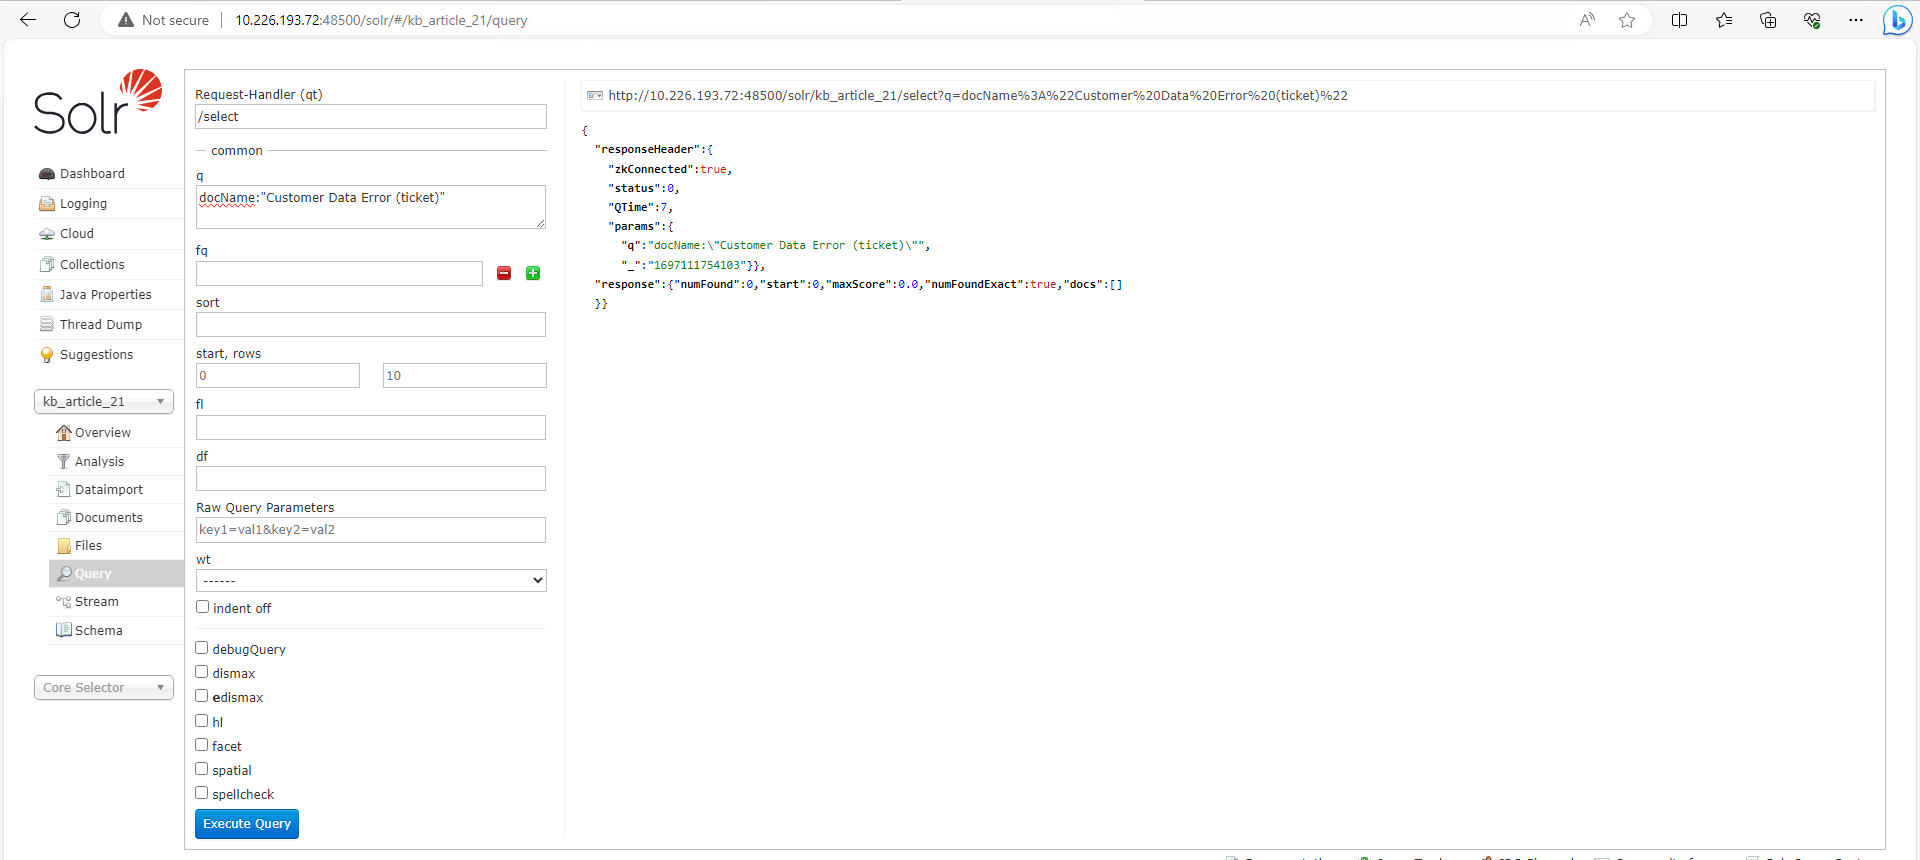 Not secure
10.226.193.72:48500/solr/#/kb_article_21/query
Solr
Dashboard
Logging
Cloud
Collections
Java Properties
Thread Dump
Suggestions
kb_article_21
Overview
Analysis
Dataimport
Documents
Files
Query
Stream
Schema
Core Selector
Request-Handler (qt)
/select
common
q
docName:"Customer Data Error (ticket)"
fq
sort
start, rows
0 10
fl
df
Raw Query Parameters
key1=val1&key2=val2
wt
------
indent off
debugQuery
dismax
edismax
hl
facet
spatial
spellcheck
Execute Query
http://10.226.193.72:48500/solr/kb_article_21/select?q=docName%3A%22Customer%20Data%20Error%20(ticket)%22
{
"responseHeader":{
"zkConnected":true,
"status":0,
"QTime":7,
"params":{
"q":"docName:\"Customer Data Error (ticket)\"",
"_":"1697111754103"}},
"response":{"numFound":0,"start":0,"maxScore":0.0,"numFoundExact":true,"docs":[]
}}